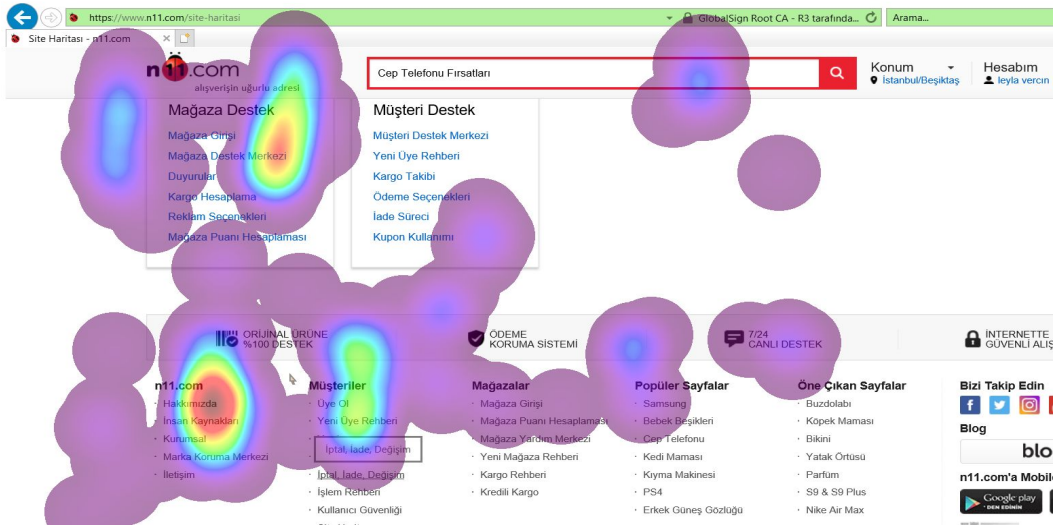 https://www.n11.com/site-haritasi
GlobalSign Root CA - R3 tarafında...
Arama...
Site Haritası - n11.com
n11.com
alışverişin uğurlu adresi
Cep Telefonu Fırsatları
Konum
İstanbul/Beşiktaş
Hesabım
leyla vercin
Mağaza Destek
Mağaza Girişi
Mağaza Destek Merkezi
Duyurular
Kargo Hesaplama
Reklam Seçenekleri
Mağaza Puanı Hesaplaması
Müşteri Destek
Müşteri Destek Merkezi
Yeni Üye Rehberi
Kargo Takibi
Ödeme Seçenekleri
İade Süreci
Kupon Kullanımı
ORİJİNAL ÜRÜNE
%100 DESTEK
ÖDEME
KORUMA SİSTEMİ
7/24
CANLI DESTEK
İNTERNETTE
GÜVENLİ ALIŞ
n11.com
· Hakkımızda
· İnsan Kaynakları
· Kurumsal
· Marka Koruma Merkezi
· İletişim
Müşteriler
· Üye Ol
· Yeni Üye Rehberi
İptal, İade, Değişim
· İptal, İade, Değişim
· İşlem Rehberi
· Kullanıcı Güvenliği
Mağazalar
· Mağaza Girişi
· Mağaza Puanı Hesaplaması
· Mağaza Yardım Merkezi
· Yeni Mağaza Rehberi
· Kargo Rehberi
· Kredili Kargo
Popüler Sayfalar
· Samsung
· Bebek Beşikleri
· Cep Telefonu
· Kedi Maması
· Kıyma Makinesi
· PS4
· Erkek Güneş Gözlüğü
Öne Çıkan Sayfalar
· Buzdolabı
· Köpek Maması
· Bikini
· Yatak Örtüsü
· Parfüm
· S9 & S9 Plus
· Nike Air Max
Bizi Takip Edin
Blog
blo
n11.com'a Mobil
Google play
'DEN EDİNİN